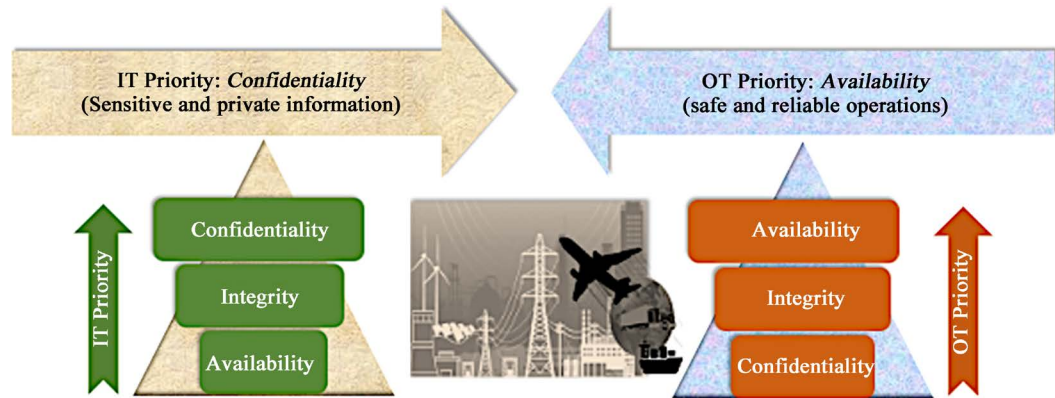 IT Priority: Confidentiality
(Sensitive and private information)
OT Priority: Availability
(safe and reliable operations)
IT Priority
Confidentiality
Integrity
Availability
Availability
Integrity
Confidentiality
OT Priority